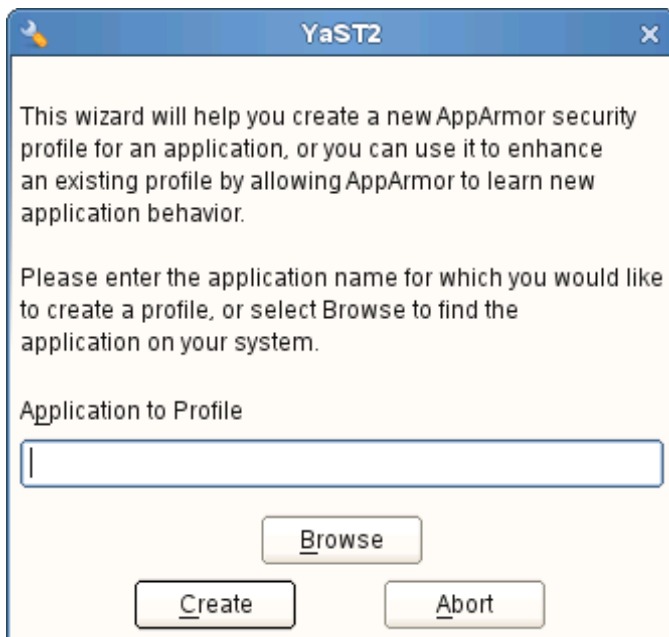 YaST2
This wizard will help you create a new AppArmor security
profile for an application, or you can use it to enhance
an existing profile by allowing AppArmor to learn new
application behavior.
Please enter the application name for which you would like
to create a profile, or select Browse to find the
application on your system.
Application to Profile
Browse
Create Abort